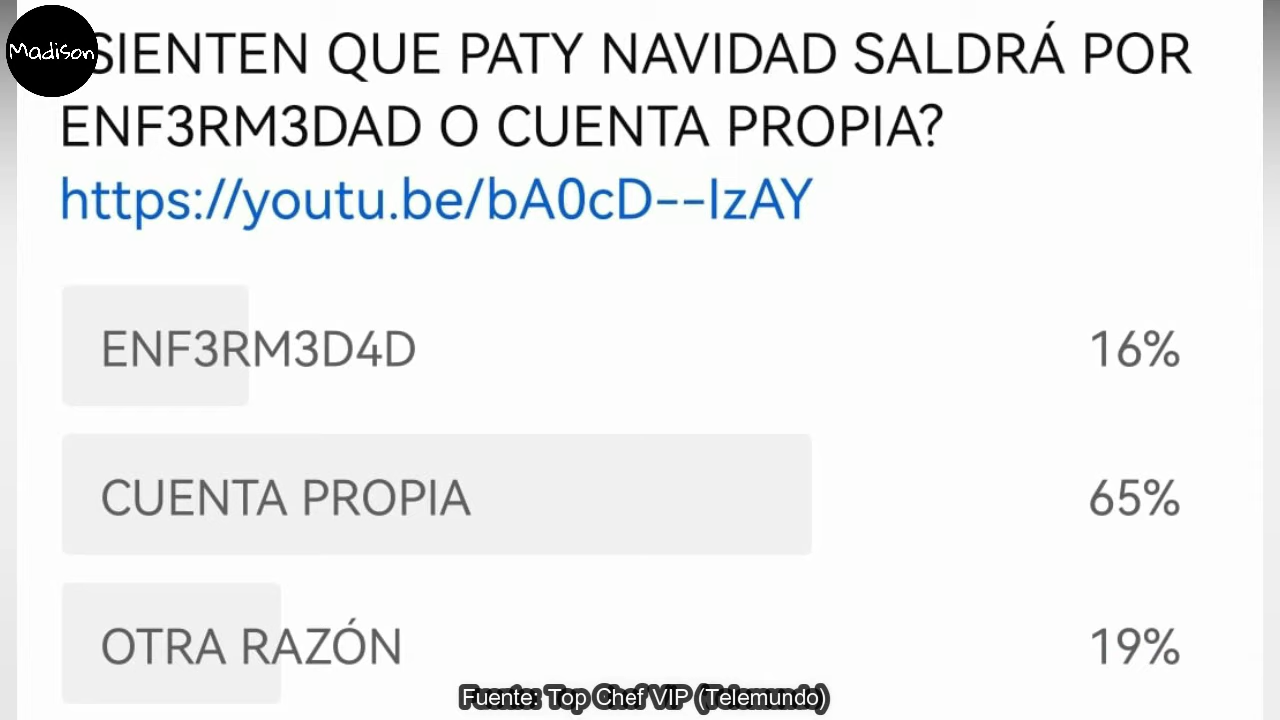 Madison
SIENTEN QUE PATY NAVIDAD SALDRÁ POR
ENF3RM3DAD O CUENTA PROPIA?
https://youtu.be/bA0cD--IzAY
ENF3RM3D4D 16%
CUENTA PROPIA 65%
OTRA RAZÓN 19%
Fuente: Top Chef VIP (Telemundo)